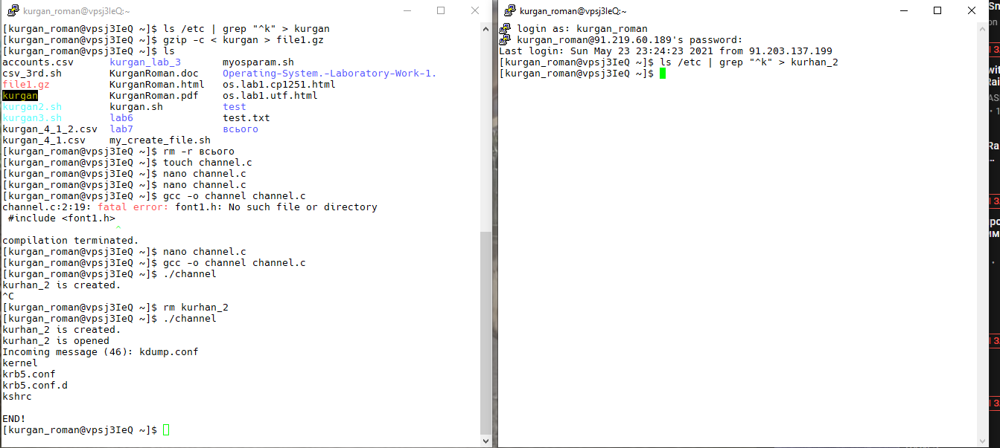 kurgan_roman@vpsj3IeQ:~
[kurgan_roman@vpsj3IeQ ~]$ ls /etc | grep "^k" > kurgan
[kurgan_roman@vpsj3IeQ ~]$ gzip -c < kurgan > file1.gz
[kurgan_roman@vpsj3IeQ ~]$ ls
accounts.csv kurgan_lab_3 myosparam.sh
csv_3rd.sh KurganRoman.doc Operating-System.-Laboratory-Work-1.
file1.gz KurganRoman.html os.lab1.cp1251.html
kurgan KurganRoman.pdf os.lab1.utf.html
kurgan2.sh kurgan.sh test
kurgan3.sh lab6 test.txt
kurgan_4_1_2.csv lab7 всього
kurgan_4_1.csv my_create_file.sh
[kurgan_roman@vpsj3IeQ ~]$ rm -r всього
[kurgan_roman@vpsj3IeQ ~]$ touch channel.c
[kurgan_roman@vpsj3IeQ ~]$ nano channel.c
[kurgan_roman@vpsj3IeQ ~]$ nano channel.c
[kurgan_roman@vpsj3IeQ ~]$ gcc -o channel channel.c
channel.c:2:19: fatal error: font1.h: No such file or directory
#include <font1.h>
^
compilation terminated.
[kurgan_roman@vpsj3IeQ ~]$ nano channel.c
[kurgan_roman@vpsj3IeQ ~]$ gcc -o channel channel.c
[kurgan_roman@vpsj3IeQ ~]$ ./channel
kurhan_2 is created.
^C
[kurgan_roman@vpsj3IeQ ~]$ rm kurhan_2
[kurgan_roman@vpsj3IeQ ~]$ ./channel
kurhan_2 is created.
kurhan_2 is opened
Incoming message (46): kdump.conf
kernel
krb5.conf
krb5.conf.d
kshrc
END!
[kurgan_roman@vpsj3IeQ ~]$
kurgan_roman@vpsj3IeQ:~
login as: kurgan_roman
kurgan_roman@91.219.60.189's password:
Last login: Sun May 23 23:24:23 2021 from 91.203.137.199
[kurgan_roman@vpsj3IeQ ~]$ ls /etc | grep "^k" > kurhan_2
[kurgan_roman@vpsj3IeQ ~]$